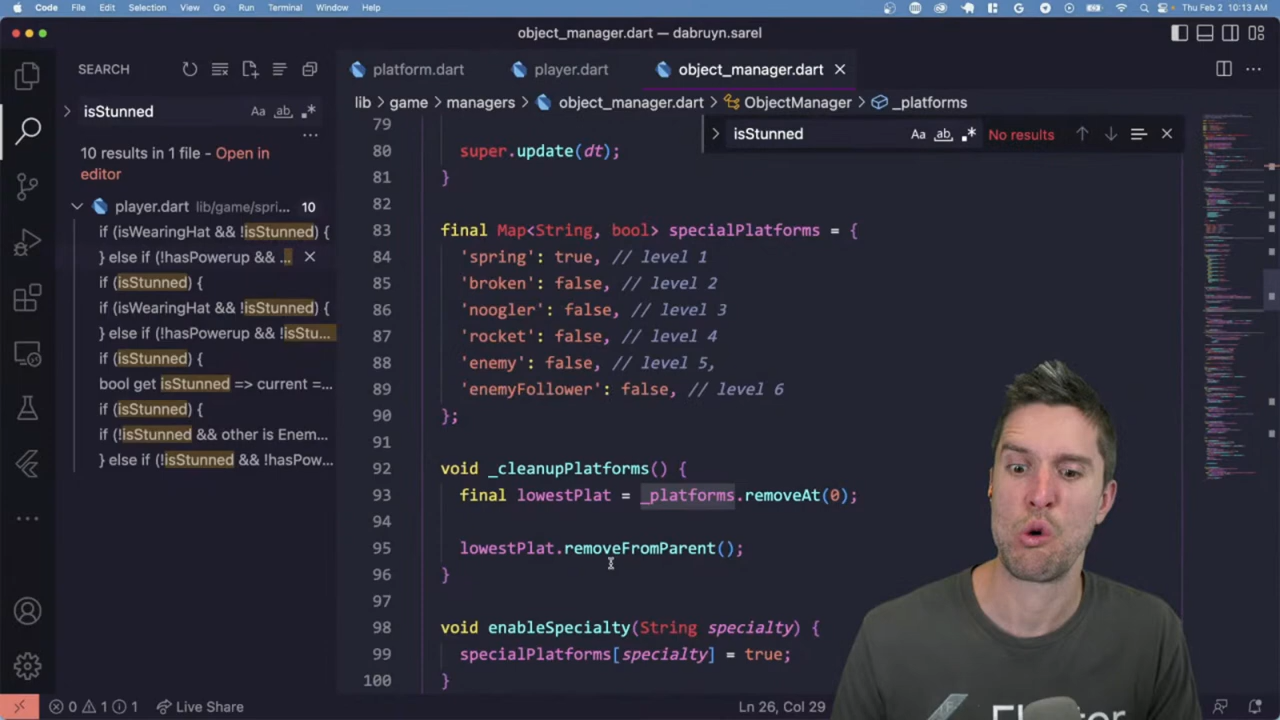 Code File Edit Selection View Go Run Terminal Window Help Thu Feb 2 10:13 AM
object_manager.dart — dabruyn.sarel
SEARCH
platform.dart player.dart object_manager.dart
isStunned Aa ab .*
lib > game > managers > object_manager.dart > ObjectManager > _platforms
isStunned Aa ab .* No results
10 results in 1 file - Open in
editor
player.dart lib/game/spri... 10
if (isWearingHat && !isStunned) {
} else if (!hasPowerup && ...
if (isStunned) {
if (isWearingHat && !isStunned) {
} else if (!hasPowerup && !isStu...
if (isStunned) {
bool get isStunned => current =...
if (isStunned) {
if (!isStunned && other is Enem...
} else if (!isStunned && !hasPow...
79
80 super.update(dt);
81 }
82
83 final Map<String, bool> specialPlatforms = {
84 'spring': true, // level 1
85 'broken': false, // level 2
86 'noogler': false, // level 3
87 'rocket': false, // level 4
88 'enemy': false, // level 5,
89 'enemyFollower': false, // level 6
90 };
91
92 void _cleanupPlatforms() {
93 final lowestPlat = _platforms.removeAt(0);
94
95 lowestPlat.removeFromParent();
96 }
97
98 void enableSpecialty(String specialty) {
99 specialPlatforms[specialty] = true;
100 }
Flutter
0 1 1 Live Share Ln 26, Col 29